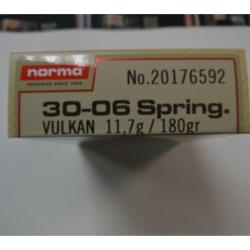 norma
No.20176592
30-06 Spring.
VULKAN 11,7g / 180gr